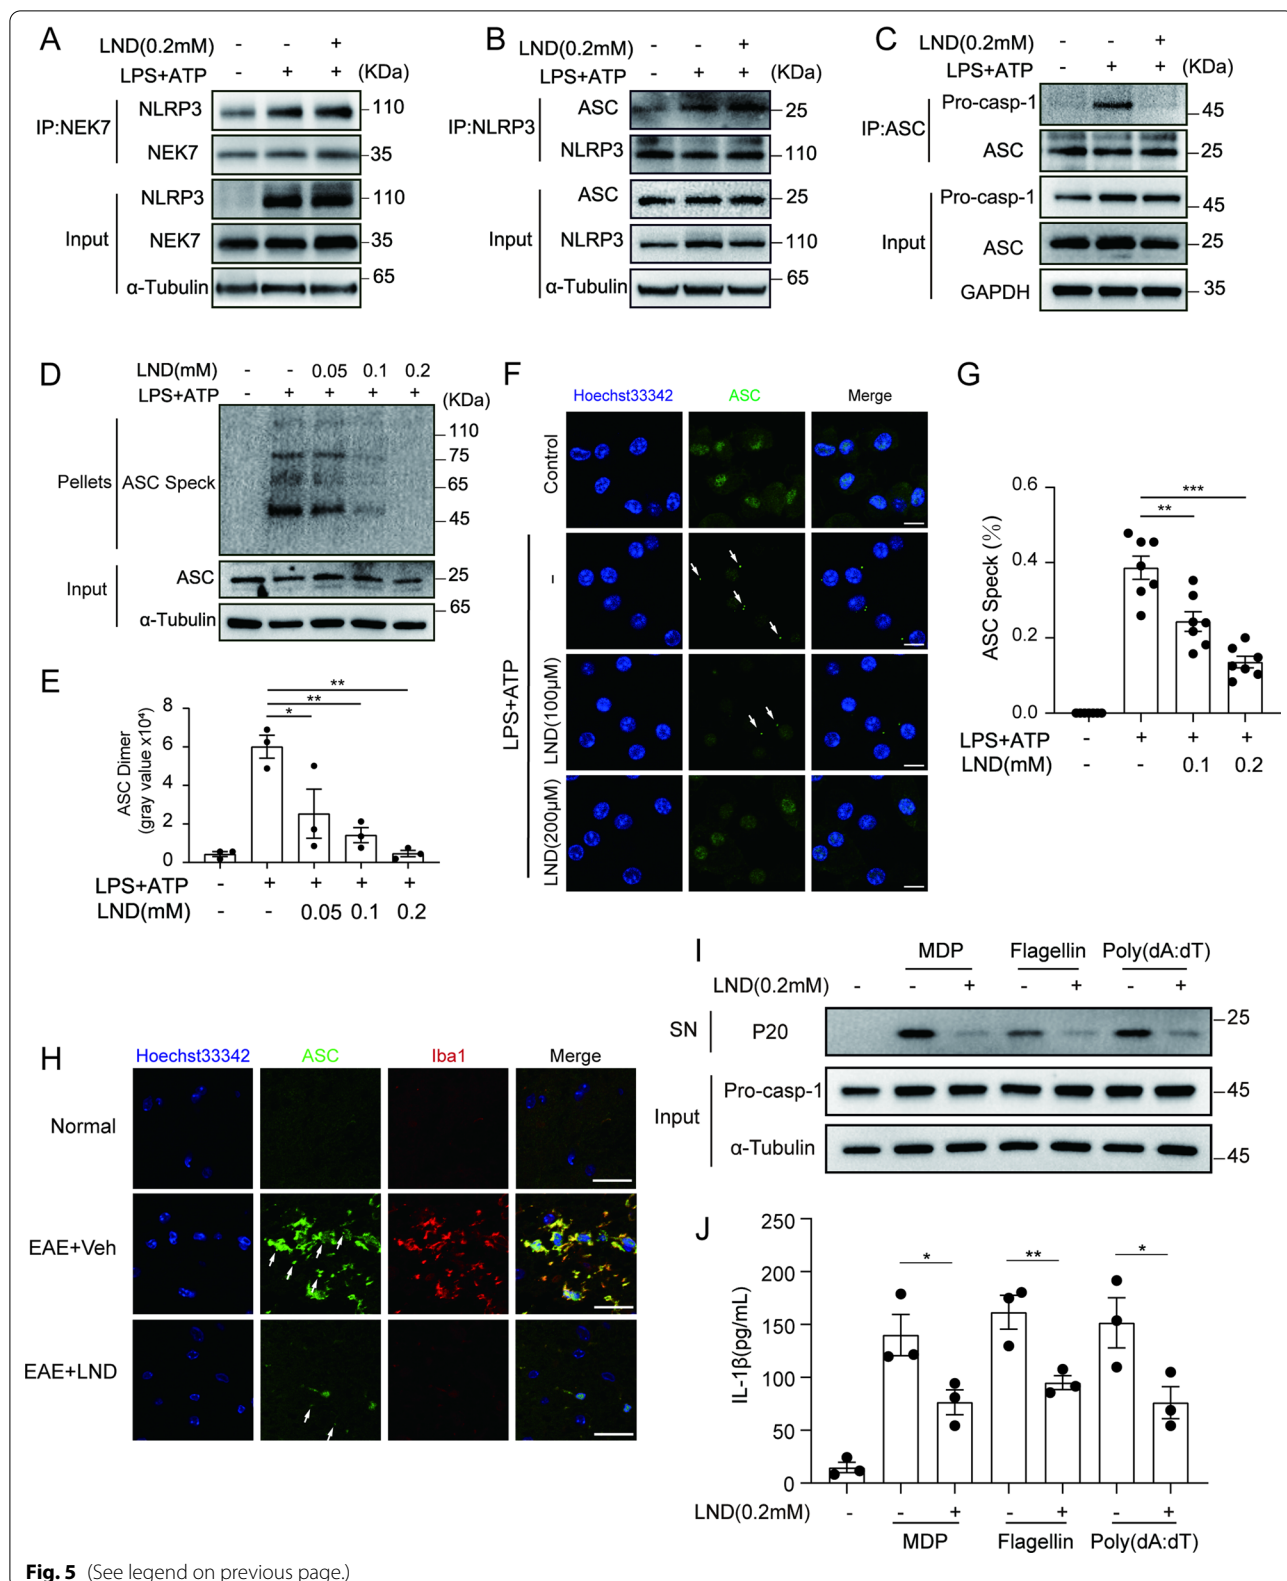 A
LND(0.2mM) - - +
LPS+ATP - + + (KDa)
IP:NEK7
NLRP3 110
NEK7 35
Input
NLRP3 110
NEK7 35
α-Tubulin 65
B
LND(0.2mM) - - +
LPS+ATP - + + (KDa)
IP:NLRP3
ASC 25
NLRP3 110
Input
ASC 25
NLRP3 110
α-Tubulin 65
C
LND(0.2mM) - - +
LPS+ATP - + + (KDa)
IP:ASC
Pro-casp-1 45
ASC 25
Input
Pro-casp-1 45
ASC 25
GAPDH 35
D
LND(mM) - - 0.05 0.1 0.2
LPS+ATP - + + + + (KDa)
Pellets ASC Speck
110
75
65
45
Input
ASC 25
α-Tubulin 65
E
ASC Dimer
(gray value x10⁴)
8
6
4
2
0
* ** **
LPS+ATP - + + + +
LND(mM) - - 0.05 0.1 0.2
F
Hoechst33342 ASC Merge
Control
LPS+ATP
-
LND(100μM)
LND(200μM)
G
ASC Speck (%)
0.6
0.4
0.2
0.0
***
**
LPS+ATP - + + +
LND(mM) - - 0.1 0.2
H
Hoechst33342 ASC Iba1 Merge
Normal
EAE+Veh
EAE+LND
I
MDP Flagellin Poly(dA:dT)
LND(0.2mM) - - + - + - +
SN P20 25
Input
Pro-casp-1 45
α-Tubulin 45
J
IL-1β(pg/mL)
250
200
150
100
50
0
* ** *
LND(0.2mM) - - + - + - +
MDP Flagellin Poly(dA:dT)
Fig. 5 (See legend on previous page.)